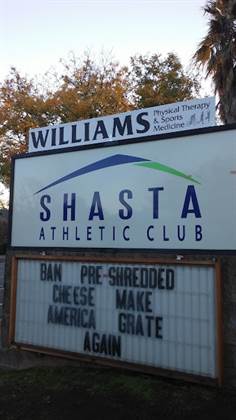 WILLIAMS Physical Therapy
& Sports
Medicine
SHASTA
ATHLETIC CLUB
BAN PRE-SHREDDED
CHEESE MAKE
AMERICA GRATE
AGAIN